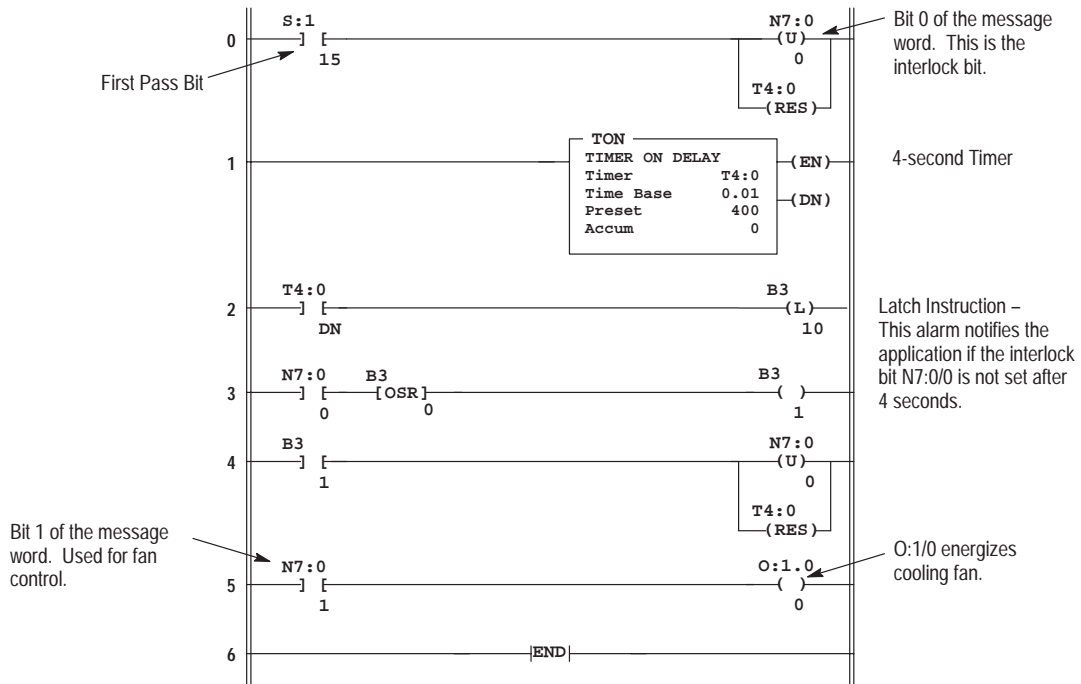 S:1
N7:0
0
] [
(U)
15
0
First Pass Bit
T4:0
(RES)
Bit 0 of the message
word. This is the
interlock bit.
TON
1
TIMER ON DELAY
(EN)
Timer T4:0
Time Base 0.01
(DN)
Preset 400
Accum 0
4-second Timer
T4:0
B3
2
] [
(L)
DN
10
Latch Instruction –
This alarm notifies the
application if the interlock
bit N7:0/0 is not set after
4 seconds.
N7:0 B3
B3
3
] [
[OSR]
( )
0
0
1
B3
N7:0
4
] [
(U)
1
0
T4:0
(RES)
Bit 1 of the message
word. Used for fan
control.
N7:0
O:1.0
5
] [
( )
1
0
O:1/0 energizes
cooling fan.
6
END